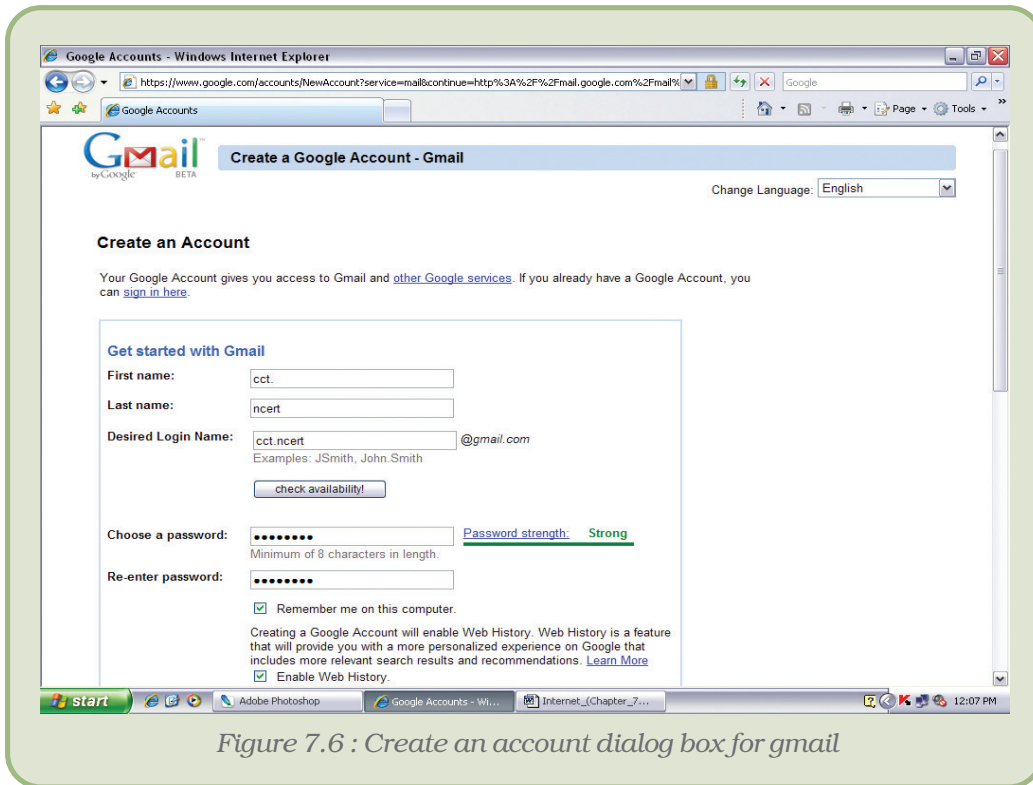 Google Accounts - Windows Internet Explorer
https://www.google.com/accounts/NewAccount?service=mail&continue=http%3A%2F%2Fmail.google.com%2Fmail%
Google
Google Accounts
Page
Tools
Gmail
by Google
BETA
Create a Google Account - Gmail
Change Language: English
Create an Account
Your Google Account gives you access to Gmail and other Google services. If you already have a Google Account, you
can sign in here.
Get started with Gmail
First name: cct.
Last name: ncert
Desired Login Name: cct.ncert @gmail.com
Examples: JSmith, John.Smith
check availability!
Choose a password: •••••••• Password strength: Strong
Minimum of 8 characters in length.
Re-enter password: ••••••••
Remember me on this computer.
Creating a Google Account will enable Web History. Web History is a feature
that will provide you with a more personalized experience on Google that
includes more relevant search results and recommendations. Learn More
Enable Web History.
start Adobe Photoshop Google Accounts - Wi... Internet_(Chapter_7... 12:07 PM
Figure 7.6 : Create an account dialog box for gmail